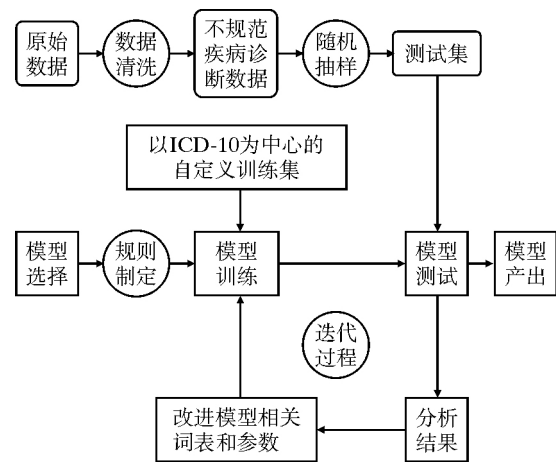 原始
数据
数据
清洗
不规范
疾病诊
断数据
随机
抽样
测试集
以ICD-10为中心的
自定义训练集
模型
选择
规则
制定
模型
训练
模型
测试
模型
产出
迭代
过程
改进模型相关
词表和参数
分析
结果